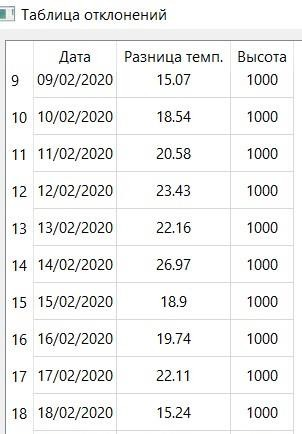 Таблица отклонений
Дата Разница темп. Высота
9 09/02/2020 15.07 1000
10 10/02/2020 18.54 1000
11 11/02/2020 20.58 1000
12 12/02/2020 23.43 1000
13 13/02/2020 22.16 1000
14 14/02/2020 26.97 1000
15 15/02/2020 18.9 1000
16 16/02/2020 19.74 1000
17 17/02/2020 22.11 1000
18 18/02/2020 15.24 1000